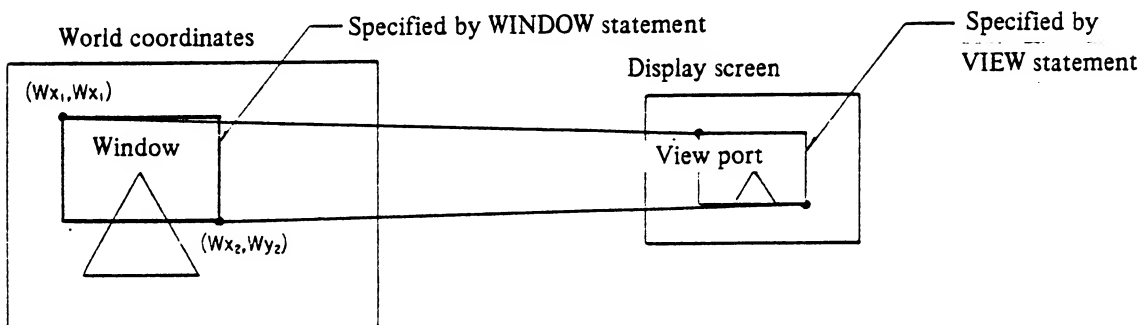 World coordinates
Specified by WINDOW statement
Specified by
VIEW statement
Display screen
(Wx₁,Wx₁)
Window
View port
(Wx₂,Wy₂)